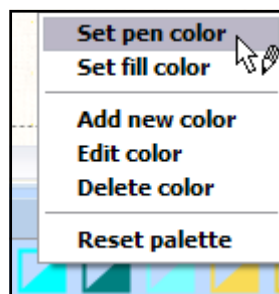 Set pen color
Set fill color
Add new color
Edit color
Delete color
Reset palette